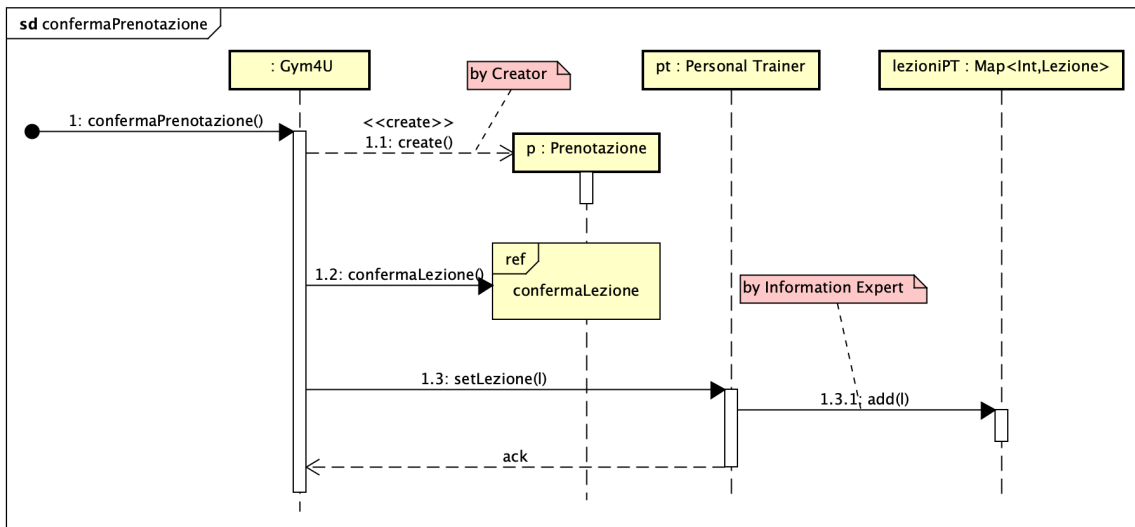 sd confermaPrenotazione
: Gym4U
by Creator
pt : Personal Trainer
lezioniPT : Map<Int,Lezione>
1: confermaPrenotazione()
<<create>>
1.1: create()
p : Prenotazione
ref
1.2: confermaLezione()
confermaLezione
by Information Expert
1.3: setLezione(l)
1.3.1: add(l)
ack